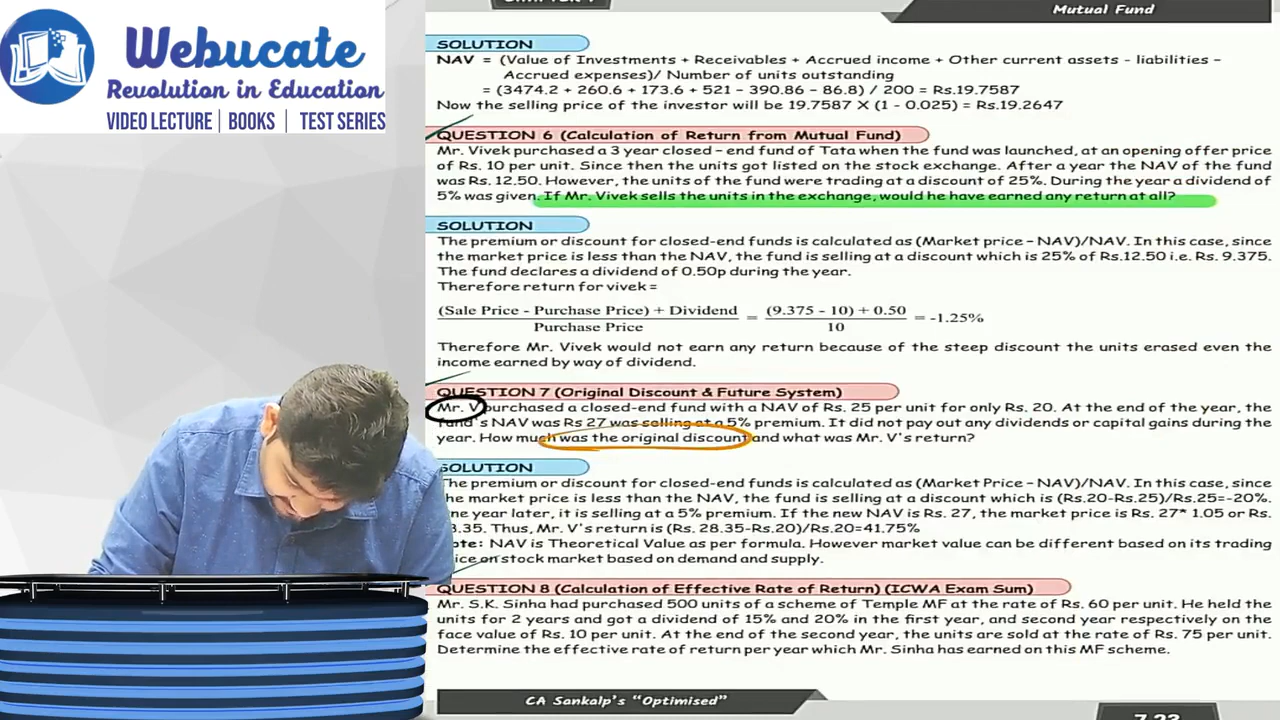 Webucate
Revolution in Education
VIDEO LECTURE | BOOKS | TEST SERIES
Mutual Fund
SOLUTION
NAV = (Value of Investments + Receivables + Accrued income + Other current assets - liabilities –
Accrued expenses)/ Number of units outstanding
= (3474.2 + 260.6 + 173.6 + 521 – 390.86 – 86.8) / 200 = Rs.19.7587
Now the selling price of the investor will be 19.7587 X (1 - 0.025) = Rs.19.2647
QUESTION 6 (Calculation of Return from Mutual Fund)
Mr. Vivek purchased a 3 year closed – end fund of Tata when the fund was launched, at an opening offer price
of Rs. 10 per unit. Since then the units got listed on the stock exchange. After a year the NAV of the fund
was Rs. 12.50. However, the units of the fund were trading at a discount of 25%. During the year a dividend of
5% was given. If Mr. Vivek sells the units in the exchange, would he have earned any return at all?
SOLUTION
The premium or discount for closed-end funds is calculated as (Market price – NAV)/NAV. In this case, since
the market price is less than the NAV, the fund is selling at a discount which is 25% of Rs.12.50 i.e. Rs. 9.375.
The fund declares a dividend of 0.50p during the year.
Therefore return for vivek =
(Sale Price - Purchase Price) + Dividend / Purchase Price = (9.375 - 10) + 0.50 / 10 = -1.25%
Therefore Mr. Vivek would not earn any return because of the steep discount the units erased even the
income earned by way of dividend.
QUESTION 7 (Original Discount & Future System)
Mr. V purchased a closed-end fund with a NAV of Rs. 25 per unit for only Rs. 20. At the end of the year, the
fund's NAV was Rs 27 was selling at a 5% premium. It did not pay out any dividends or capital gains during the
year. How much was the original discount and what was Mr. V's return?
SOLUTION
The premium or discount for closed-end funds is calculated as (Market Price – NAV)/NAV. In this case, since
the market price is less than the NAV, the fund is selling at a discount which is (Rs.20-Rs.25)/Rs.25=-20%.
ne year later, it is selling at a 5% premium. If the new NAV is Rs. 27, the market price is Rs. 27* 1.05 or Rs.
8.35. Thus, Mr. V's return is (Rs. 28.35-Rs.20)/Rs.20=41.75%
ote: NAV is Theoretical Value as per formula. However market value can be different based on its trading
ice on stock market based on demand and supply.
QUESTION 8 (Calculation of Effective Rate of Return) (ICWA Exam Sum)
Mr. S.K. Sinha had purchased 500 units of a scheme of Temple MF at the rate of Rs. 60 per unit. He held the
units for 2 years and got a dividend of 15% and 20% in the first year, and second year respectively on the
face value of Rs. 10 per unit. At the end of the second year, the units are sold at the rate of Rs. 75 per unit.
Determine the effective rate of return per year which Mr. Sinha has earned on this MF scheme.
CA Sankalp's "Optimised"